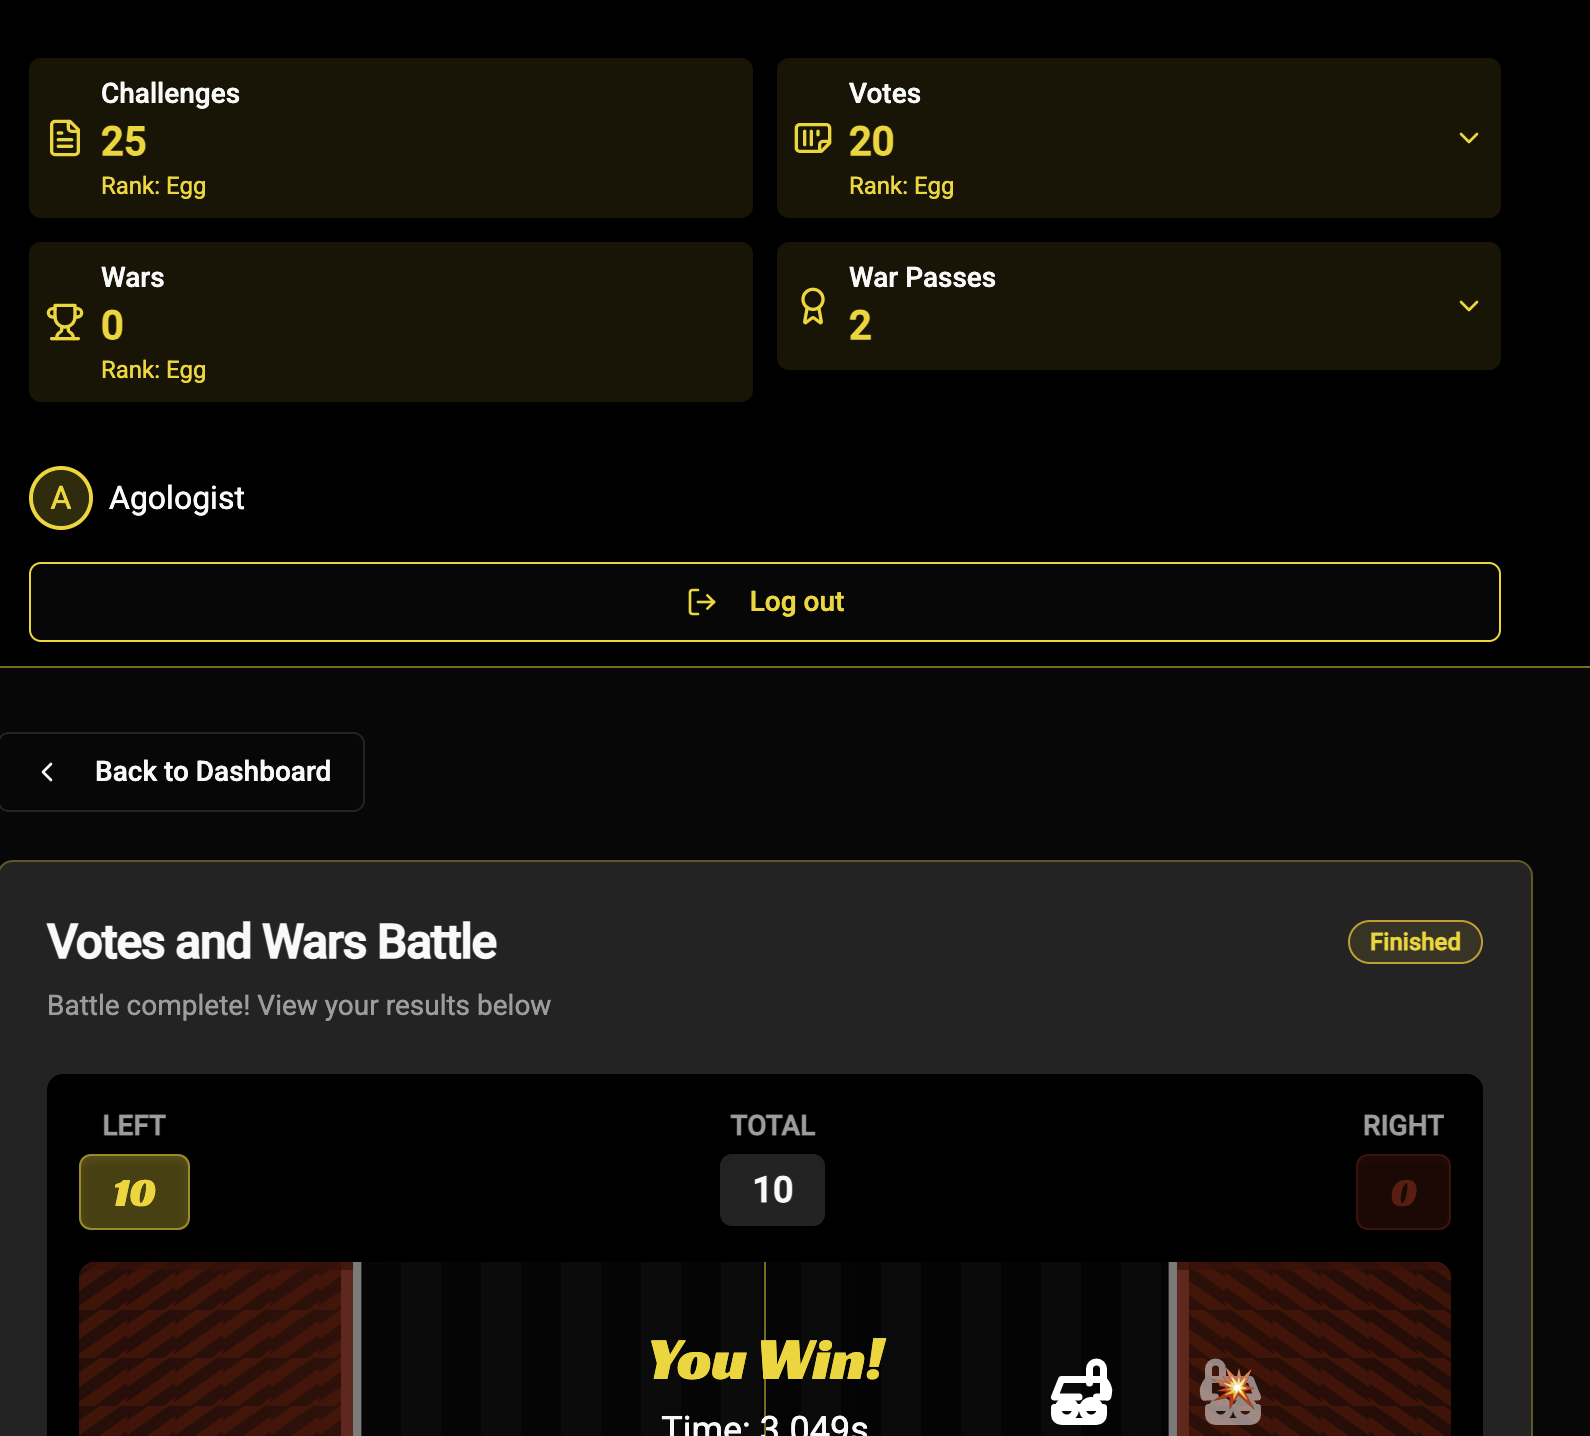 Challenges
25
Rank: Egg
Votes
20
Rank: Egg
Wars
0
Rank: Egg
War Passes
2
A
Agologist
Log out
Back to Dashboard
Votes and Wars Battle
Finished
Battle complete! View your results below
LEFT
TOTAL
RIGHT
10
10
0
You Win!
Time: 3.049s